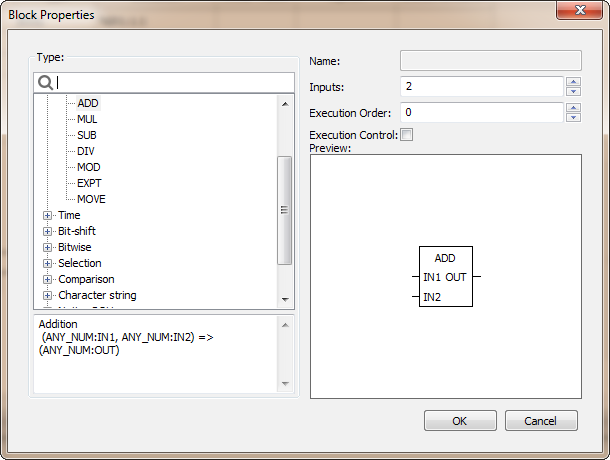 Block Properties
Type:
ADD
MUL
SUB
DIV
MOD
EXPT
MOVE
Time
Bit-shift
Bitwise
Selection
Comparison
Character string
Addition
(ANY_NUM:IN1, ANY_NUM:IN2) =>
(ANY_NUM:OUT)
Name:
Inputs:
2
Execution Order:
0
Execution Control:
Preview:
ADD
IN1 OUT
IN2
OK
Cancel